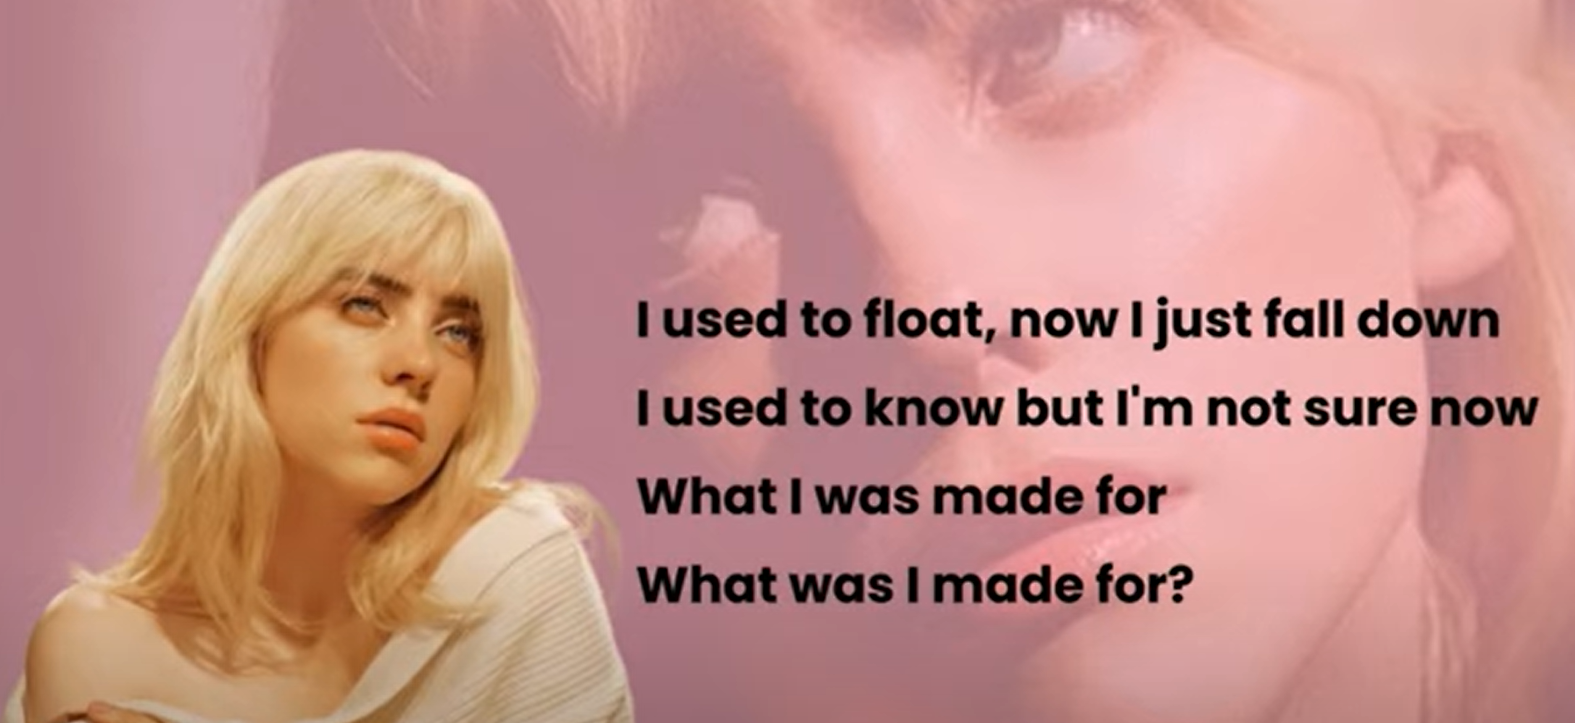 I used to float, now I just fall down
I used to know but I'm not sure now
What I was made for
What was I made for?